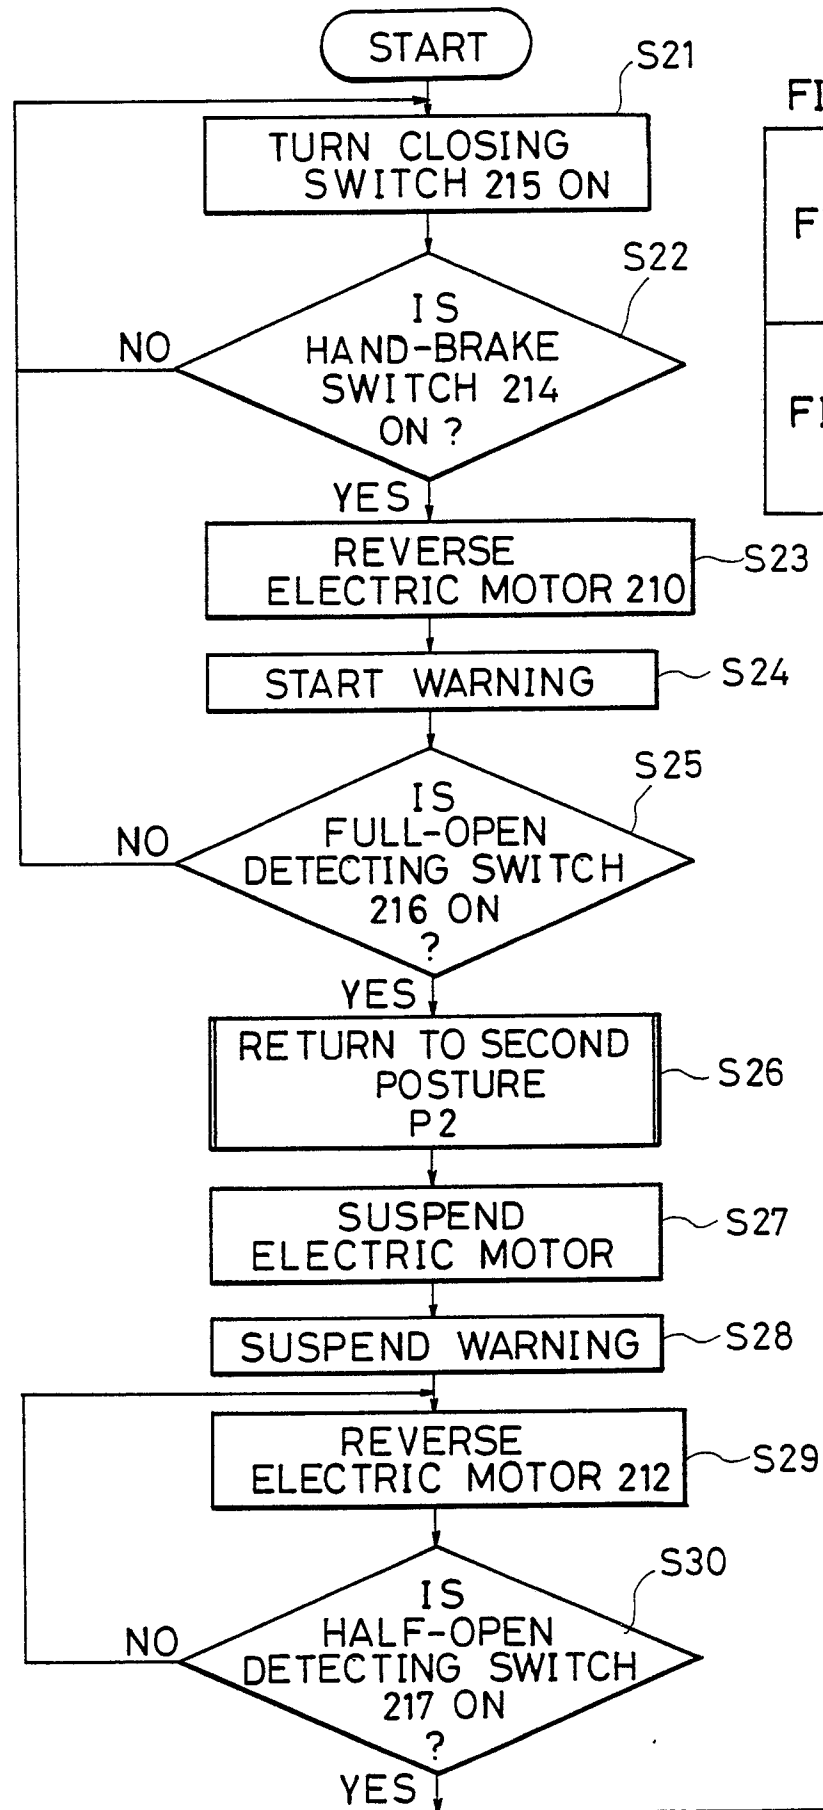 START
S21
TURN CLOSING
SWITCH 215 ON
S22
IS
HAND-BRAKE
SWITCH 214
ON ?
NO
YES
REVERSE
ELECTRIC MOTOR 210
S23
START WARNING
S24
S25
IS
FULL-OPEN
DETECTING SWITCH
216 ON
?
NO
YES
RETURN TO SECOND
POSTURE
P2
S26
SUSPEND
ELECTRIC MOTOR
S27
SUSPEND WARNING
S28
REVERSE
ELECTRIC MOTOR 212
S29
S30
IS
HALF-OPEN
DETECTING SWITCH
217 ON
?
NO
YES